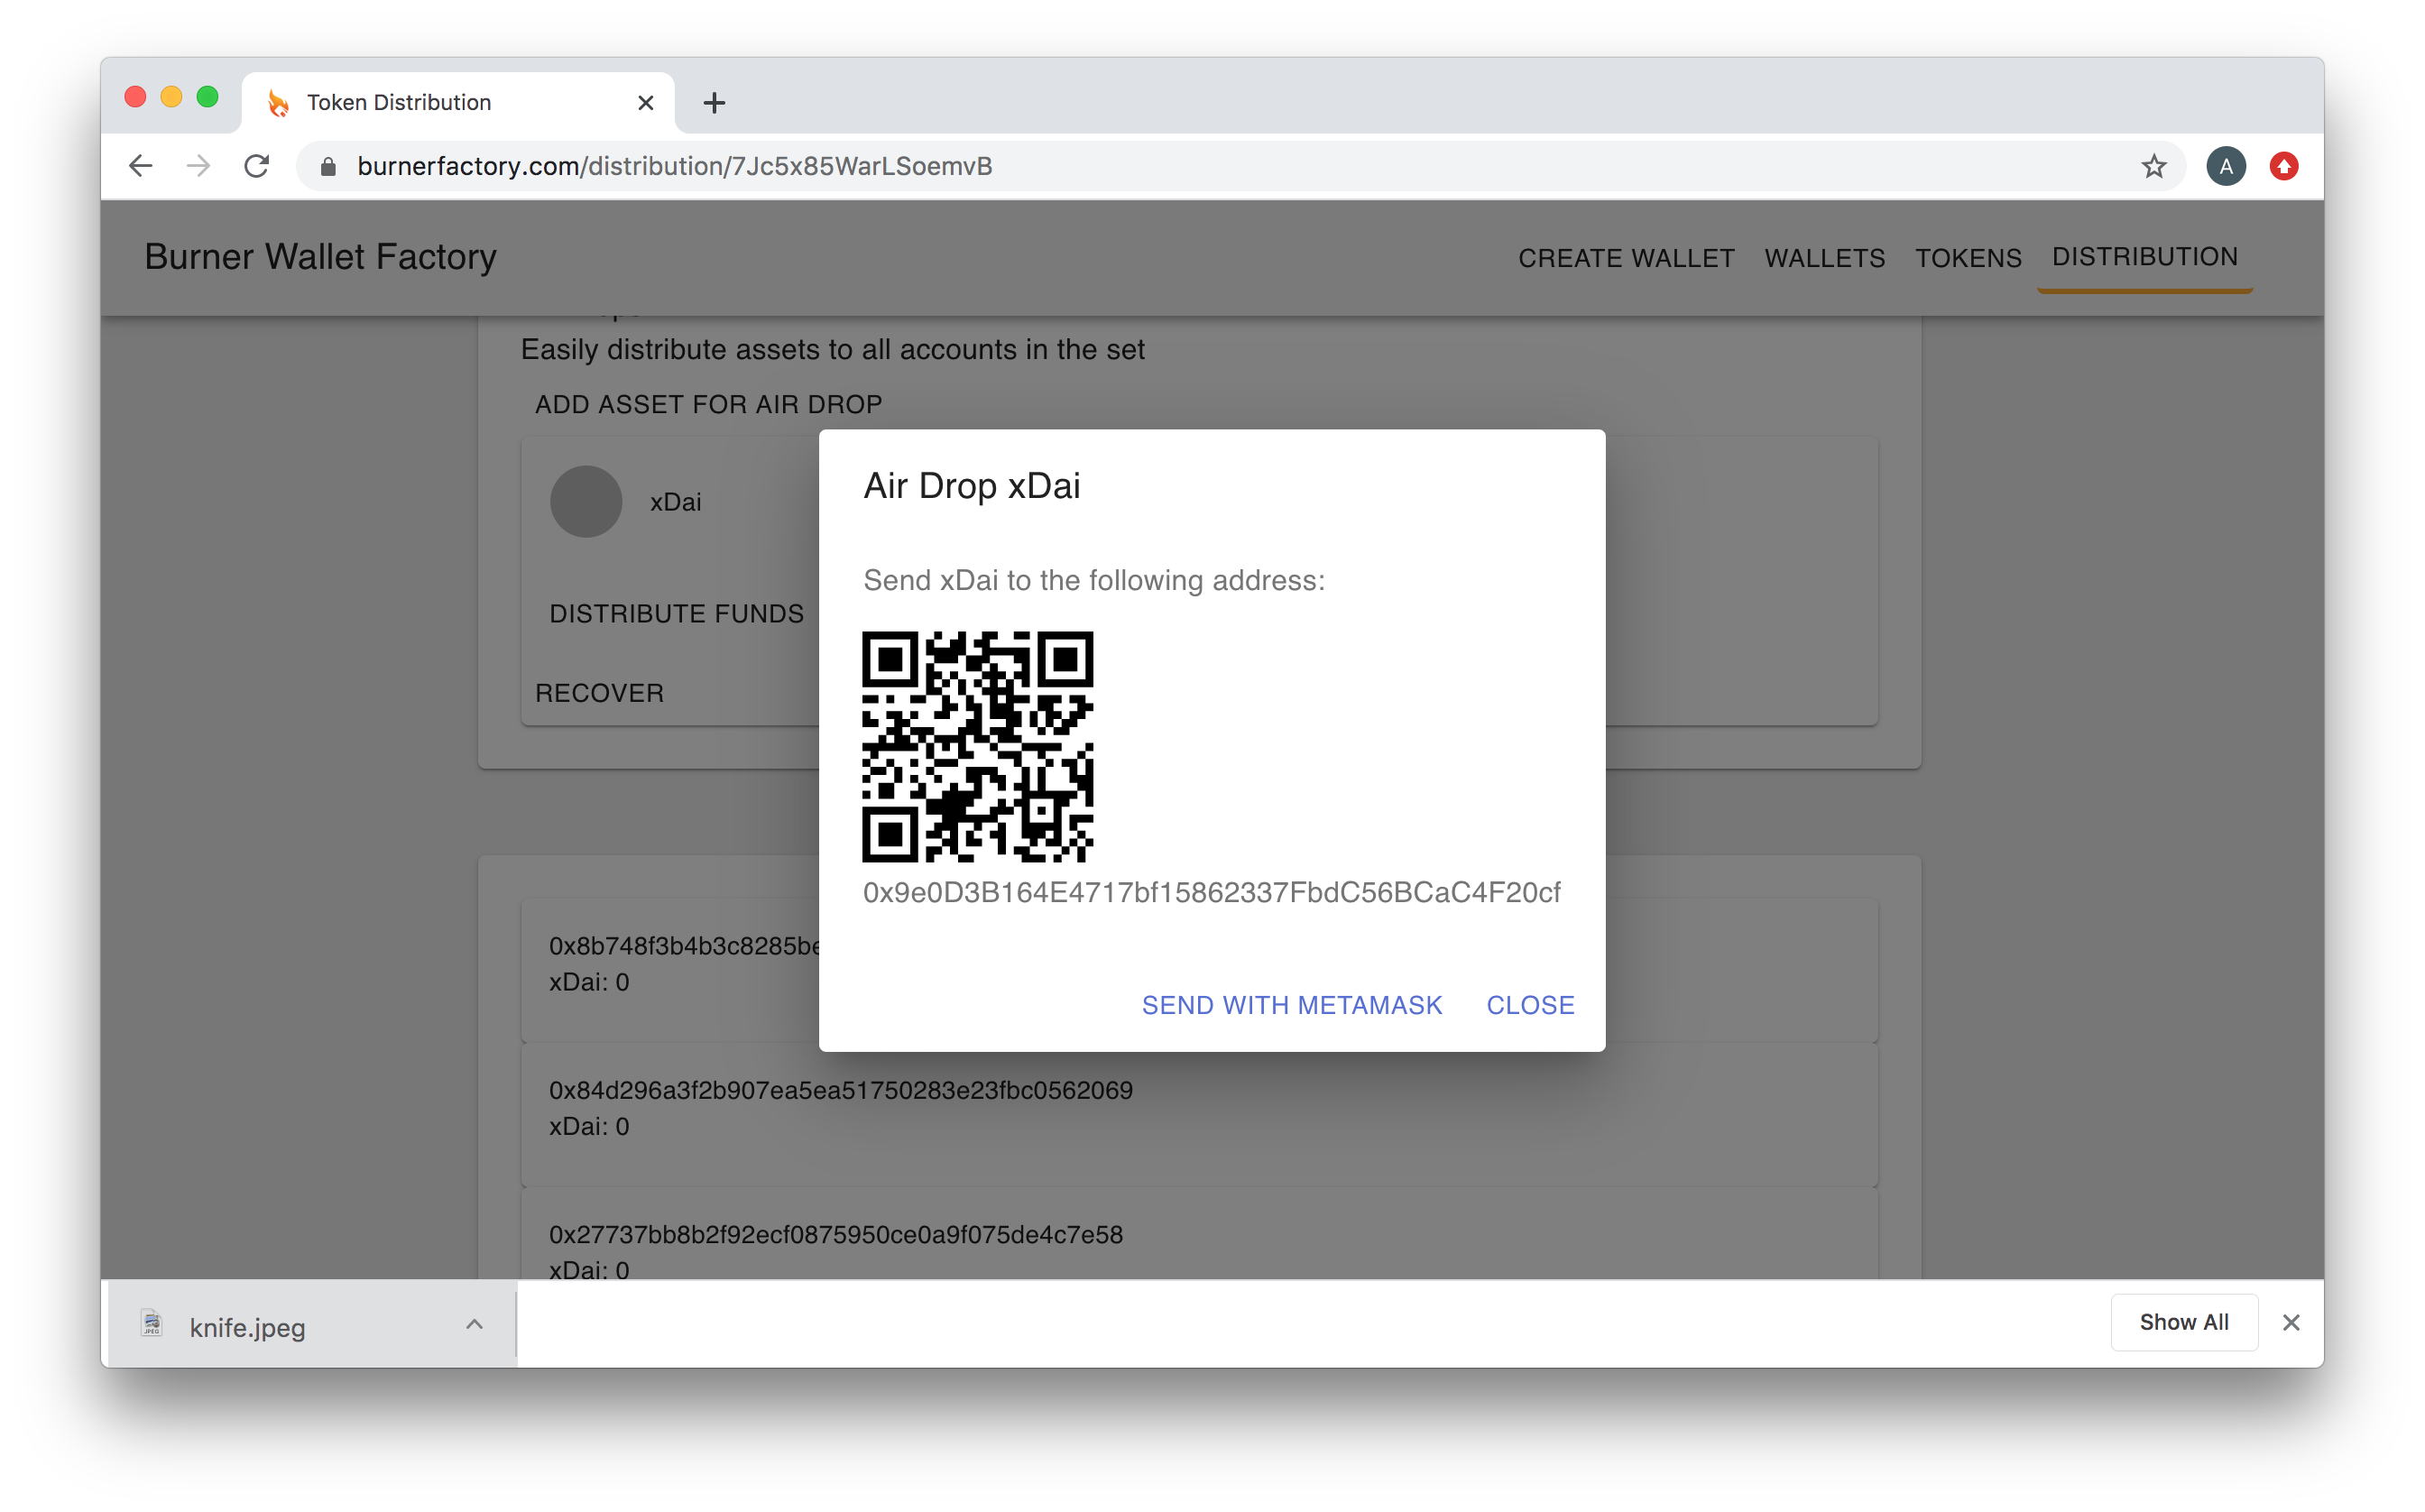 Token Distribution
burnerfactory.com/distribution/7Jc5x85WarLSoemvB
A
Burner Wallet Factory
CREATE WALLET WALLETS TOKENS DISTRIBUTION
Easily distribute assets to all accounts in the set
ADD ASSET FOR AIR DROP
xDai
DISTRIBUTE FUNDS
RECOVER
Air Drop xDai
Send xDai to the following address:
0x9e0D3B164E4717bf15862337FbdC56BCaC4F20cf
SEND WITH METAMASK CLOSE
0x8b748f3b4b3c8285be
xDai: 0
0x84d296a3f2b907ea5ea51750283e23fbc0562069
xDai: 0
0x27737bb8b2f92ecf0875950ce0a9f075de4c7e58
xDai: 0
JPEG
knife.jpeg
Show All